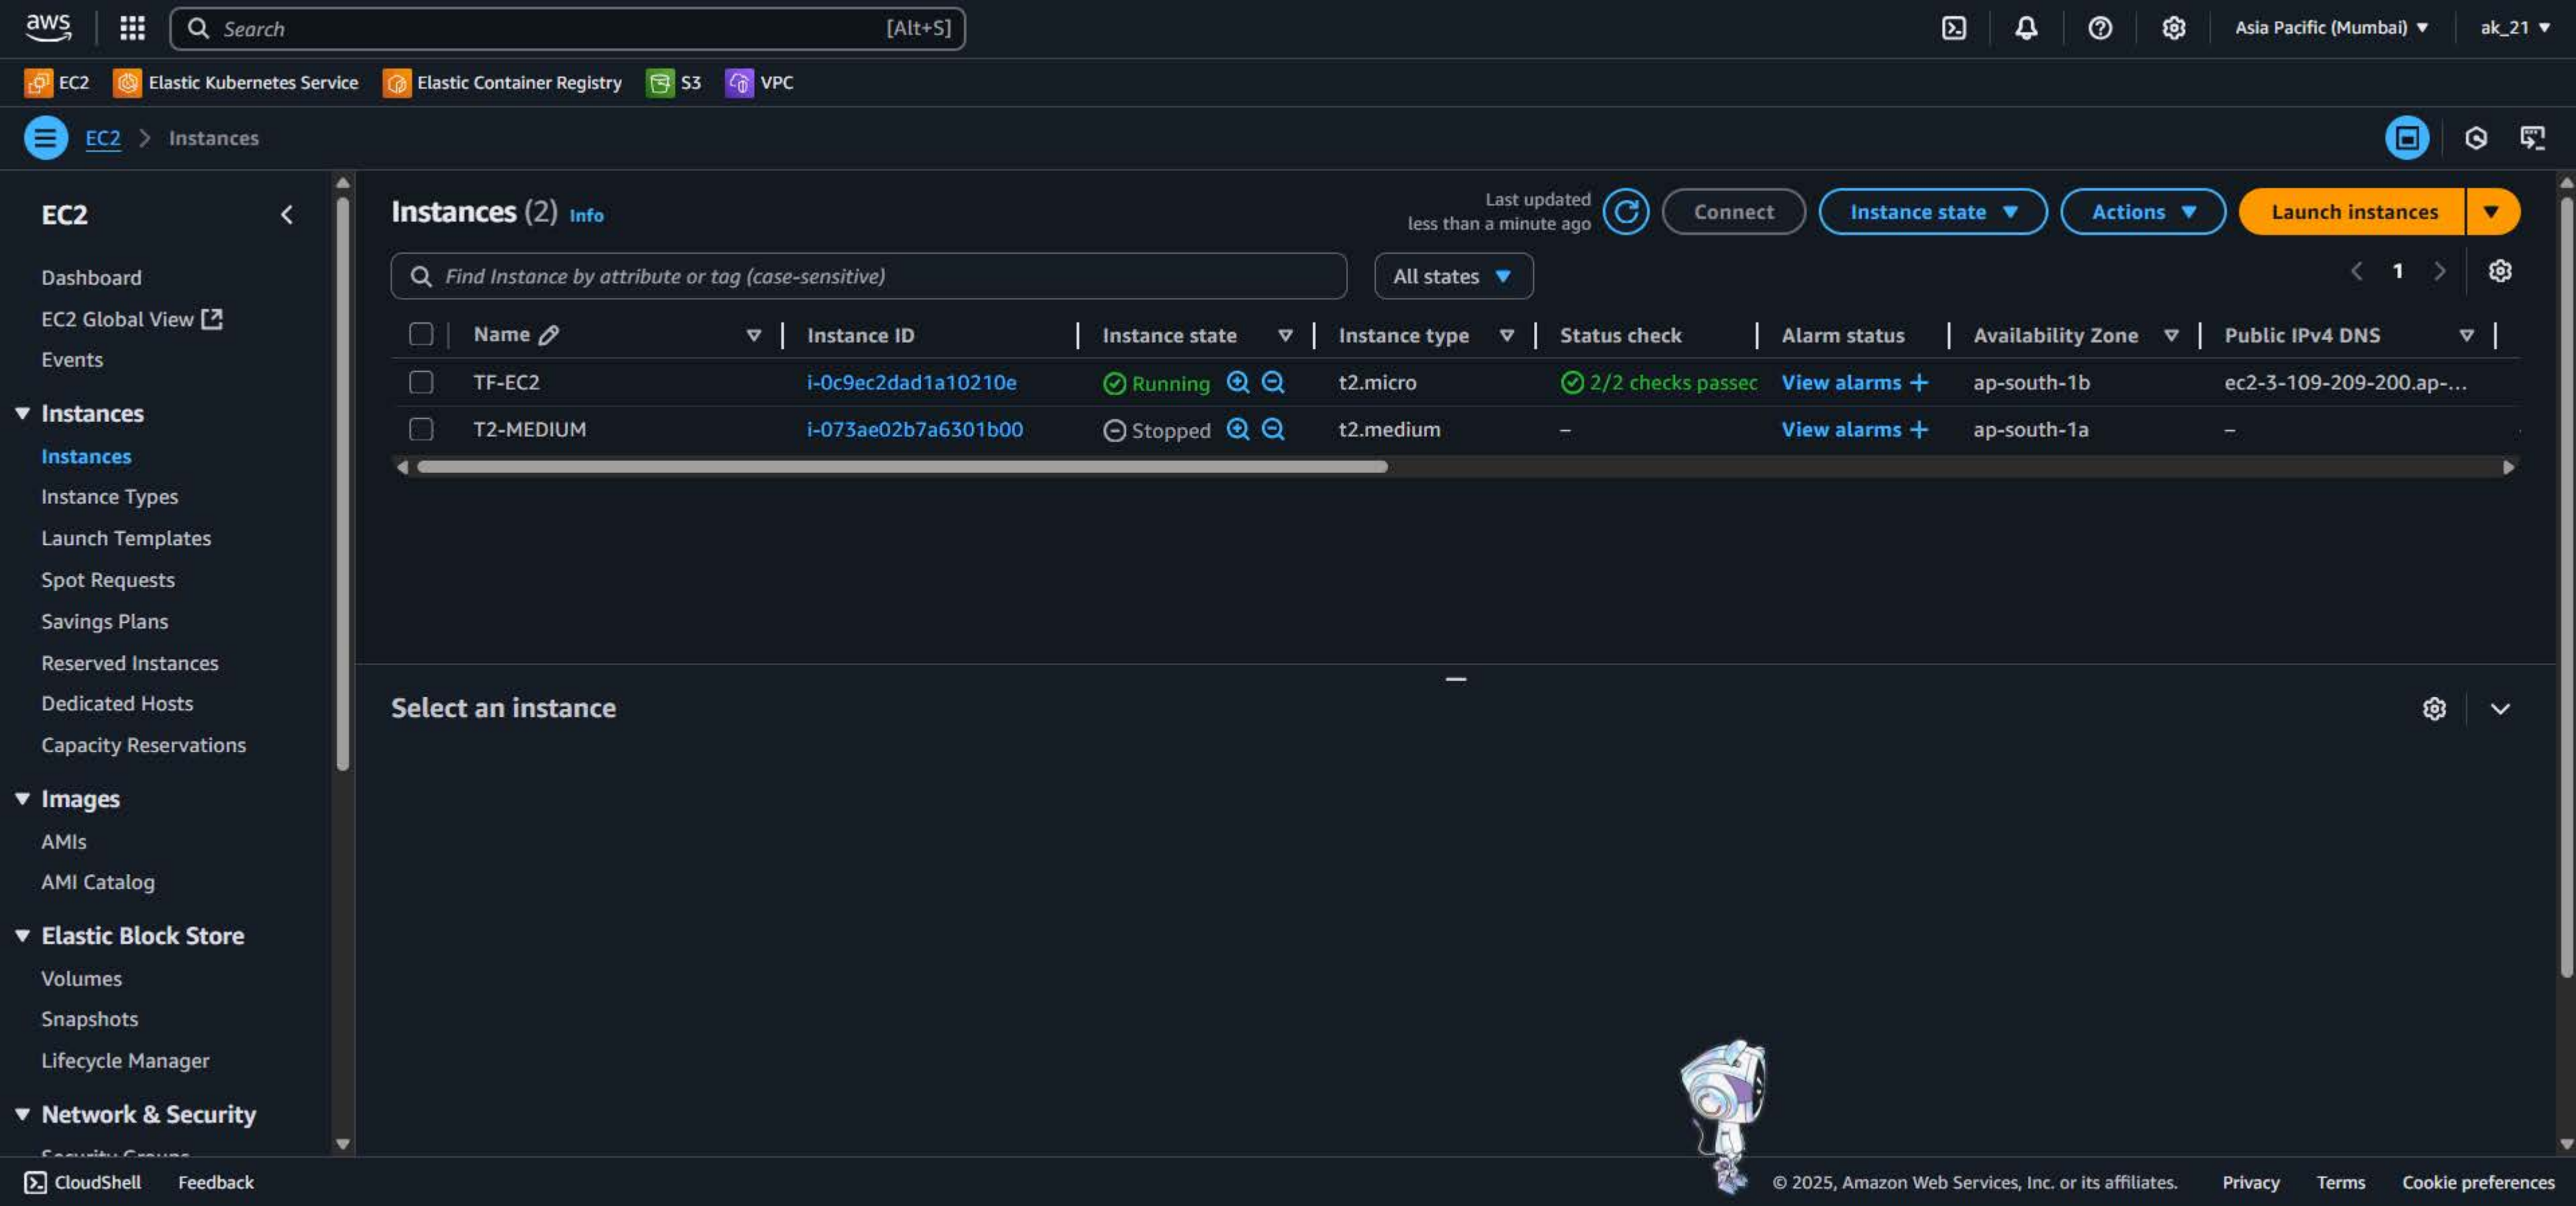 aws
Search [Alt+S]
Asia Pacific (Mumbai) ▼ ak_21 ▼
EC2 Elastic Kubernetes Service Elastic Container Registry S3 VPC
EC2 > Instances
EC2
Dashboard
EC2 Global View
Events
Instances
Instances
Instance Types
Launch Templates
Spot Requests
Savings Plans
Reserved Instances
Dedicated Hosts
Capacity Reservations
Images
AMIs
AMI Catalog
Elastic Block Store
Volumes
Snapshots
Lifecycle Manager
Network & Security
Security Groups
Instances (2) Info
Last updated
less than a minute ago
Connect Instance state Actions Launch instances
Find Instance by attribute or tag (case-sensitive) All states 1
Name Instance ID Instance state Instance type Status check Alarm status Availability Zone Public IPv4 DNS
TF-EC2 i-0c9ec2dad1a10210e Running t2.micro 2/2 checks passec View alarms + ap-south-1b ec2-3-109-209-200.ap-...
T2-MEDIUM i-073ae02b7a6301b00 Stopped t2.medium – View alarms + ap-south-1a –
Select an instance
CloudShell Feedback © 2025, Amazon Web Services, Inc. or its affiliates. Privacy Terms Cookie preferences